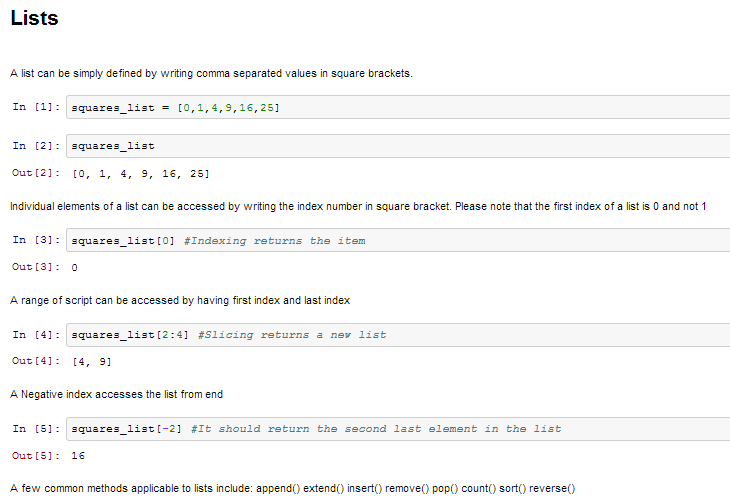 Lists
A list can be simply defined by writing comma separated values in square brackets.
In [1]: squares_list = [0,1,4,9,16,25]
In [2]: squares_list
Out[2]: [0, 1, 4, 9, 16, 25]
Individual elements of a list can be accessed by writing the index number in square bracket. Please note that the first index of a list is 0 and not 1
In [3]: squares_list[0] #Indexing returns the item
Out[3]: 0
A range of script can be accessed by having first index and last index
In [4]: squares_list[2:4] #Slicing returns a new list
Out[4]: [4, 9]
A Negative index accesses the list from end
In [5]: squares_list[-2] #It should return the second last element in the list
Out[5]: 16
A few common methods applicable to lists include: append() extend() insert() remove() pop() count() sort() reverse()